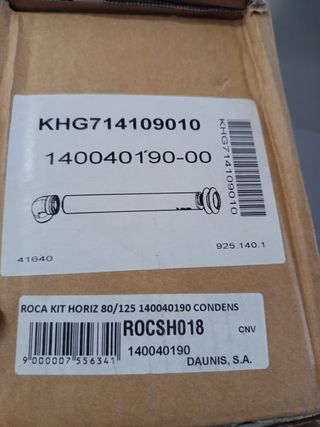 KHG714109010
140040190-00
KHG714109010
41640
925.140.1
ROCA KIT HORIZ 80/125 140040190 CONDENS
ROCSH018
CNV
140040190
9 000007 556341
DAUNIS, S.A.